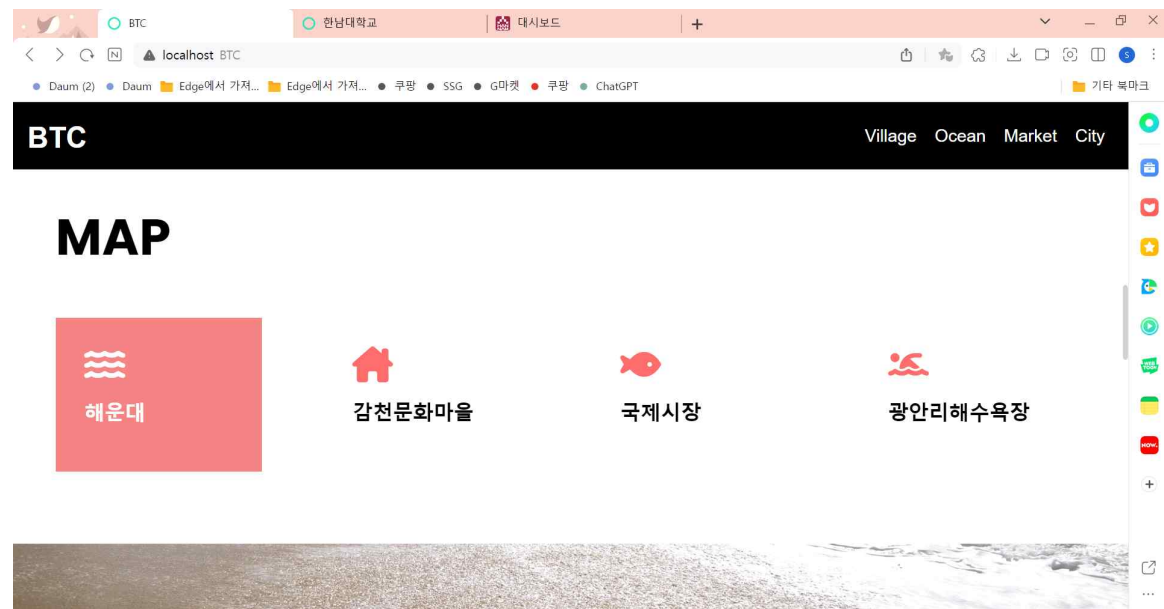 BTC
한남대학교
대시보드
localhost BTC
Daum (2) Daum Edge에서 가져... Edge에서 가져... 쿠팡 SSG G마켓 쿠팡 ChatGPT 기타 북마크
BTC Village Ocean Market City
MAP
해운대 감천문화마을 국제시장 광안리해수욕장
WEB
TOON
NOW.